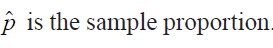 p̂ is the sample proportion.